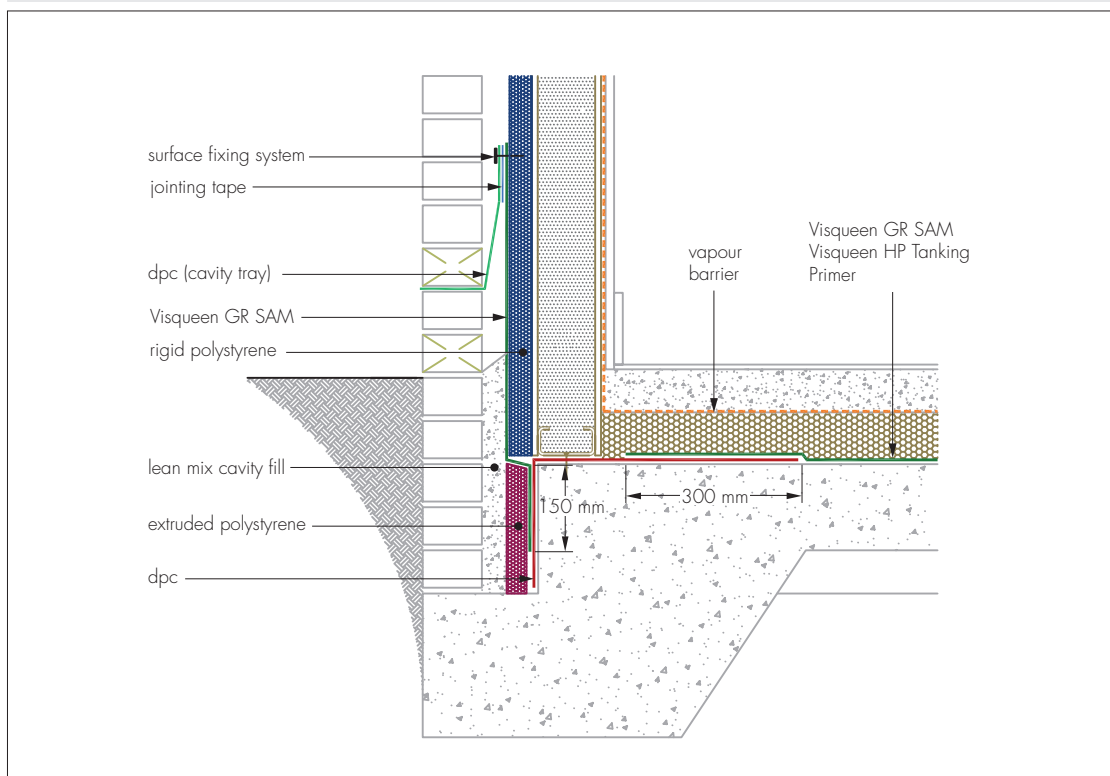 surface fixing system
jointing tape
dpc (cavity tray)
Visqueen GR SAM
rigid polystyrene
lean mix cavity fill
extruded polystyrene
dpc
vapour
barrier
Visqueen GR SAM
Visqueen HP Tanking
Primer
300 mm
150 mm